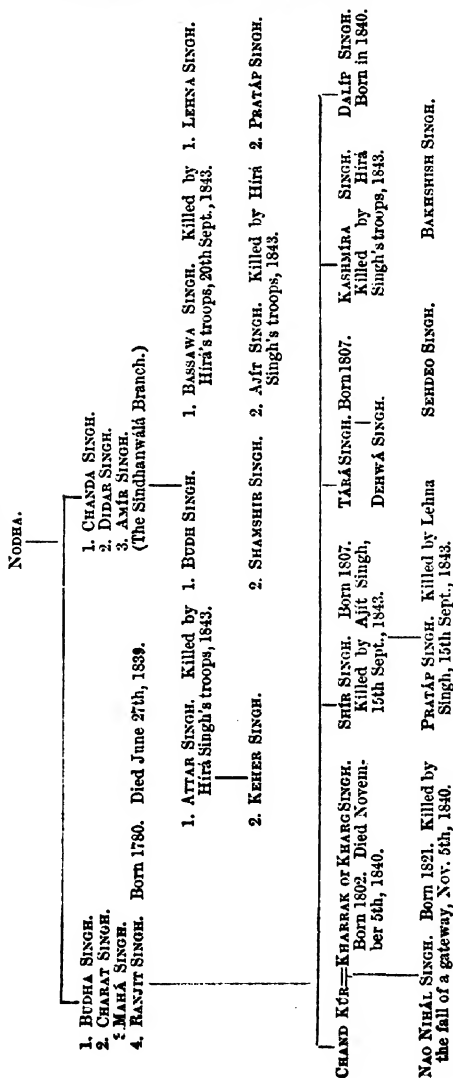 NODHA.
1. BUDHA SINGH.
2. CHARAT SINGH.
MAHÁ SINGH.
4. RANJIT SINGH. Born 1780. Died June 27th, 1839.
1. CHANDA SINGH.
2. DIDAR SINGH.
3. AMÍR SINGH.
(The Sindhanwálá Branch.)
1. ATTAR SINGH. Killed by
Hírá Singh's troops, 1843.
2. KEHER SINGH.
1. BUDH SINGH.
2. SHAMSHIR SINGH.
1. BASSAWA SINGH. Killed by
Hírá's troops, 20th Sept., 1843.
2. AJÍT SINGH. Killed by Hírá
Singh's troops, 1843.
1. LEHNA SINGH.
2. PRATÁP SINGH.
CHAND KÚR=KHARRAK OF KHARG SINGH.
Born 1802. Died Novem-
ber 5th, 1840.
NAO NIHÁL SINGH. Born 1821. Killed by
the fall of a gateway, Nov. 5th, 1840.
SHÍR SINGH. Born 1807.
Killed by Ajít Singh,
15th Sept., 1843.
PRATÁP SINGH. Killed by Lehna
Singh, 15th Sept., 1843.
TÁRÁ SINGH. Born 1807.
DEHWÁ SINGH.
SEHDEO SINGH.
KASHMÍRA SINGH.
Killed by Hírá
Singh's troops, 1843.
BAKHSHISH SINGH.
DALÍP SINGH.
Born in 1840.